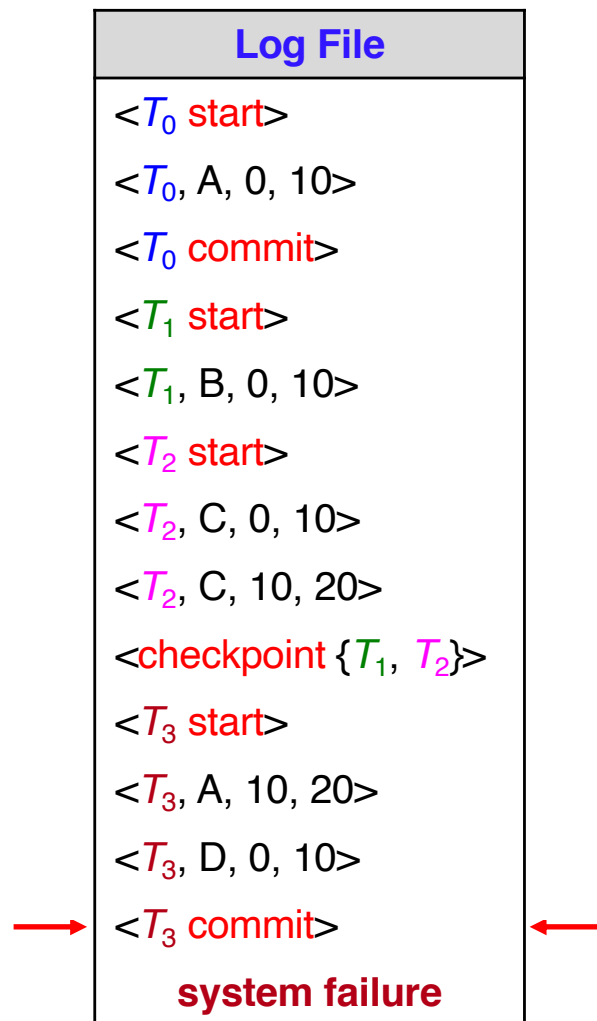 Log File
<T₀ start>
<T₀, A, 0, 10>
<T₀ commit>
<T₁ start>
<T₁, B, 0, 10>
<T₂ start>
<T₂, C, 0, 10>
<T₂, C, 10, 20>
<checkpoint {T₁, T₂}>
<T₃ start>
<T₃, A, 10, 20>
<T₃, D, 0, 10>
<T₃ commit>
system failure